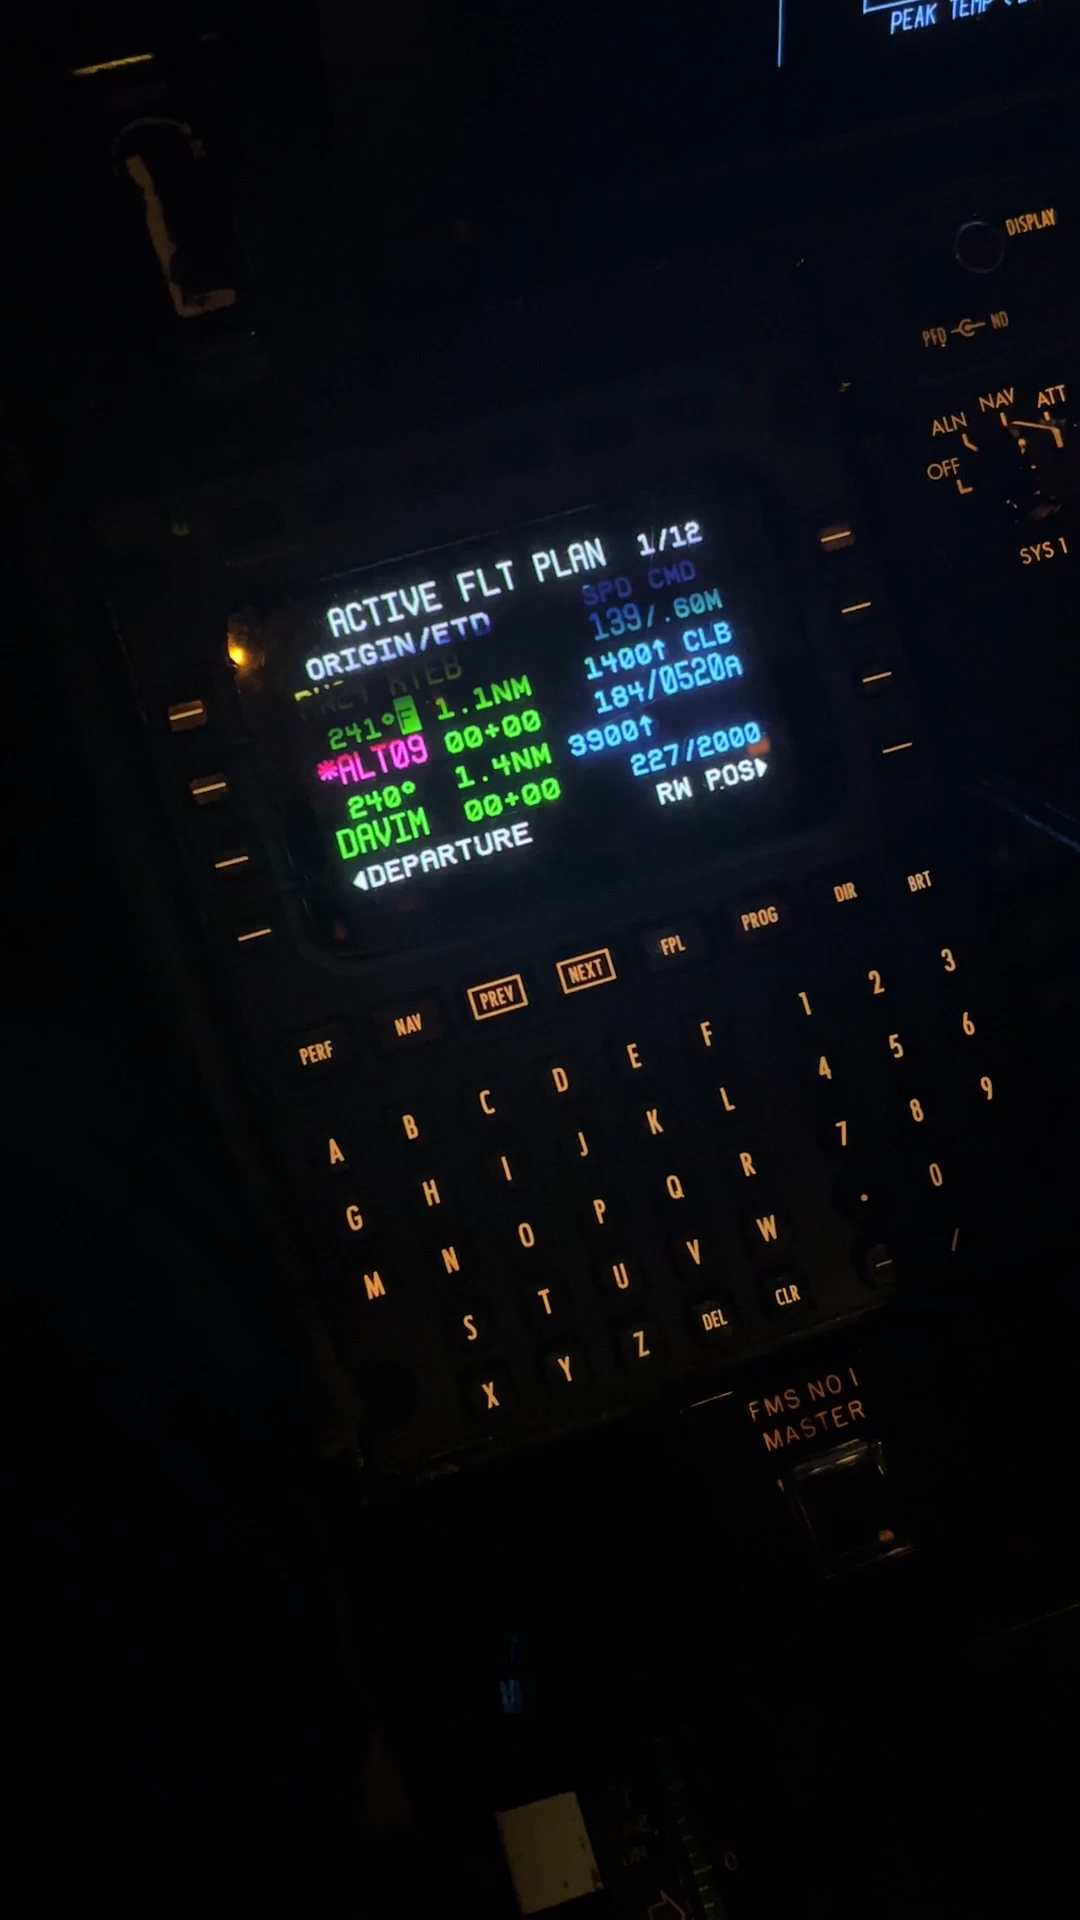 PEAK TEMP
DISPLAY
PFD ND
ALN NAV ATT
OFF
SYS 1
ACTIVE FLT PLAN 1/12
ORIGIN/ETD SPD CMD
139/.60M
241°F 1.1NM 1400↑ CLB
*ALT09 00+00 184/0520A
240° 1.4NM 3900↑
DAVIM 00+00 227/2000
◀DEPARTURE RW POS▶
PERF NAV PREV NEXT FPL PROG DIR BRT
A B C D E F 1 2 3
G H I J K L 4 5 6
M N O P Q R 7 8 9
S T U V W . 0
X Y Z DEL CLR - /
FMS NO 1
MASTER
0